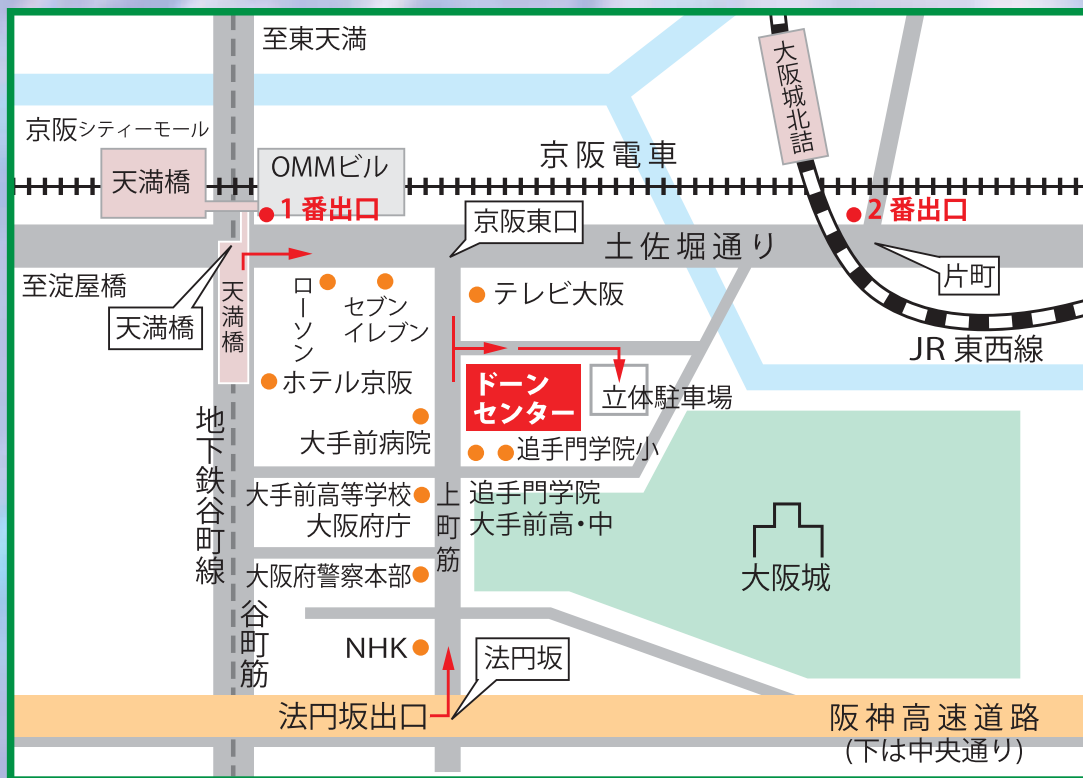 至東天満
大阪城北詰
京阪シティーモール
天満橋
OMMビル
京阪電車
1番出口
京阪東口
2番出口
土佐堀通り
至淀屋橋
天満橋
天満橋
片町
ローソン
セブン
イレブン
テレビ大阪
JR東西線
ホテル京阪
ドーン
センター
立体駐車場
大手前病院
追手門学院小
地下鉄谷町線
大手前高等学校
大阪府庁
上町筋
追手門学院
大手前高・中
大阪府警察本部
大阪城
谷町筋
NHK
法円坂
法円坂出口
阪神高速道路
(下は中央通り)